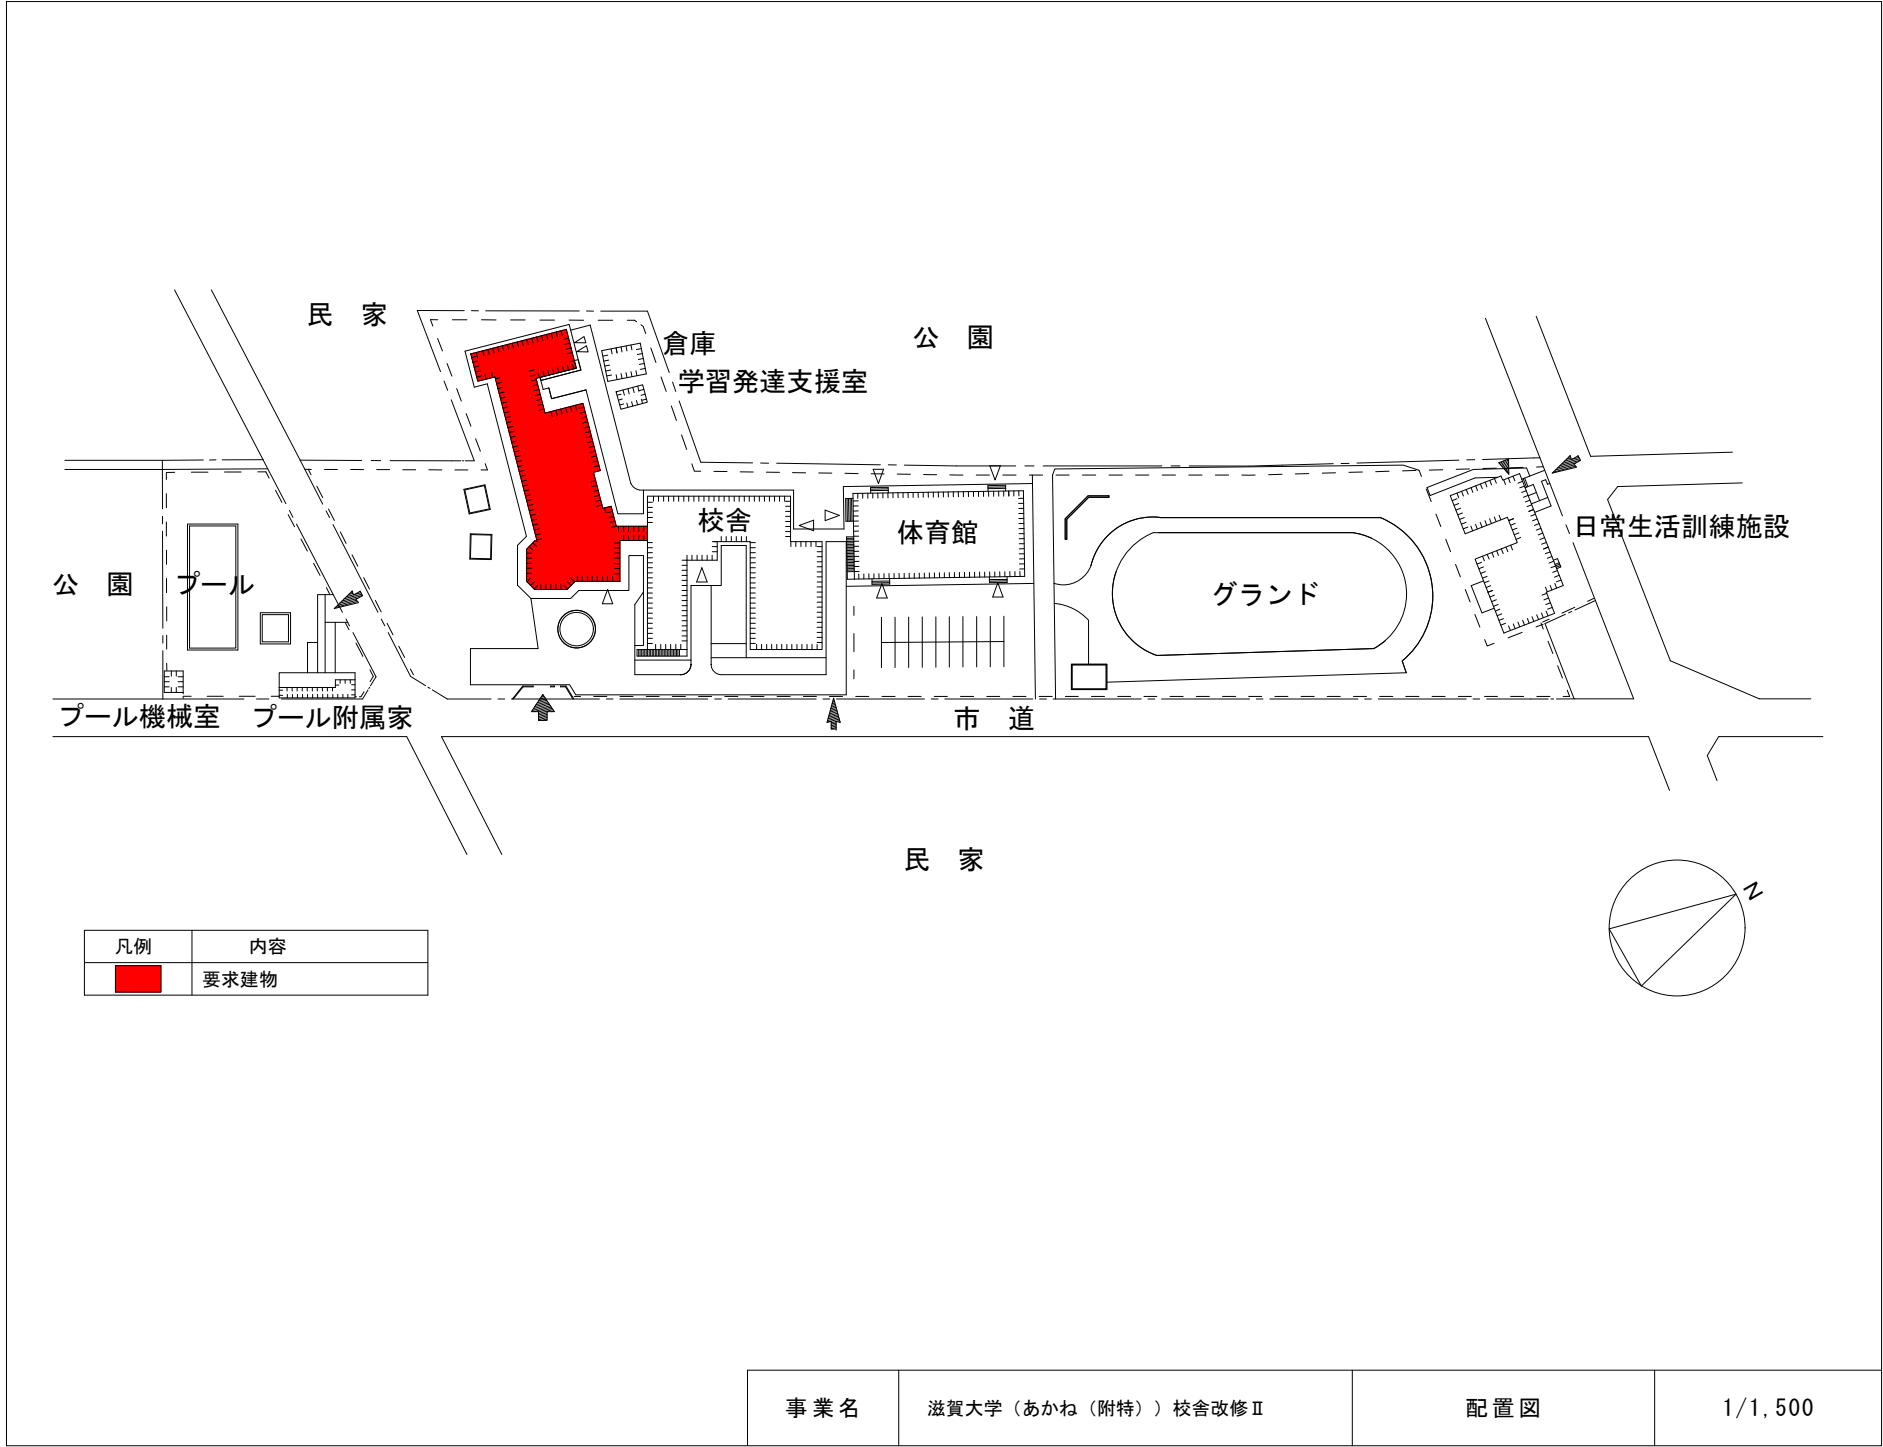 民 家
倉庫
公 園
学習発達支援室
校舎
体育館
日常生活訓練施設
公 園
プール
グランド
プール機械室
プール附属家
市 道
民 家
N
凡例 内容
要求建物
事業名 滋賀大学（あかね（附特））校舎改修Ⅱ 配置図 1/1,500